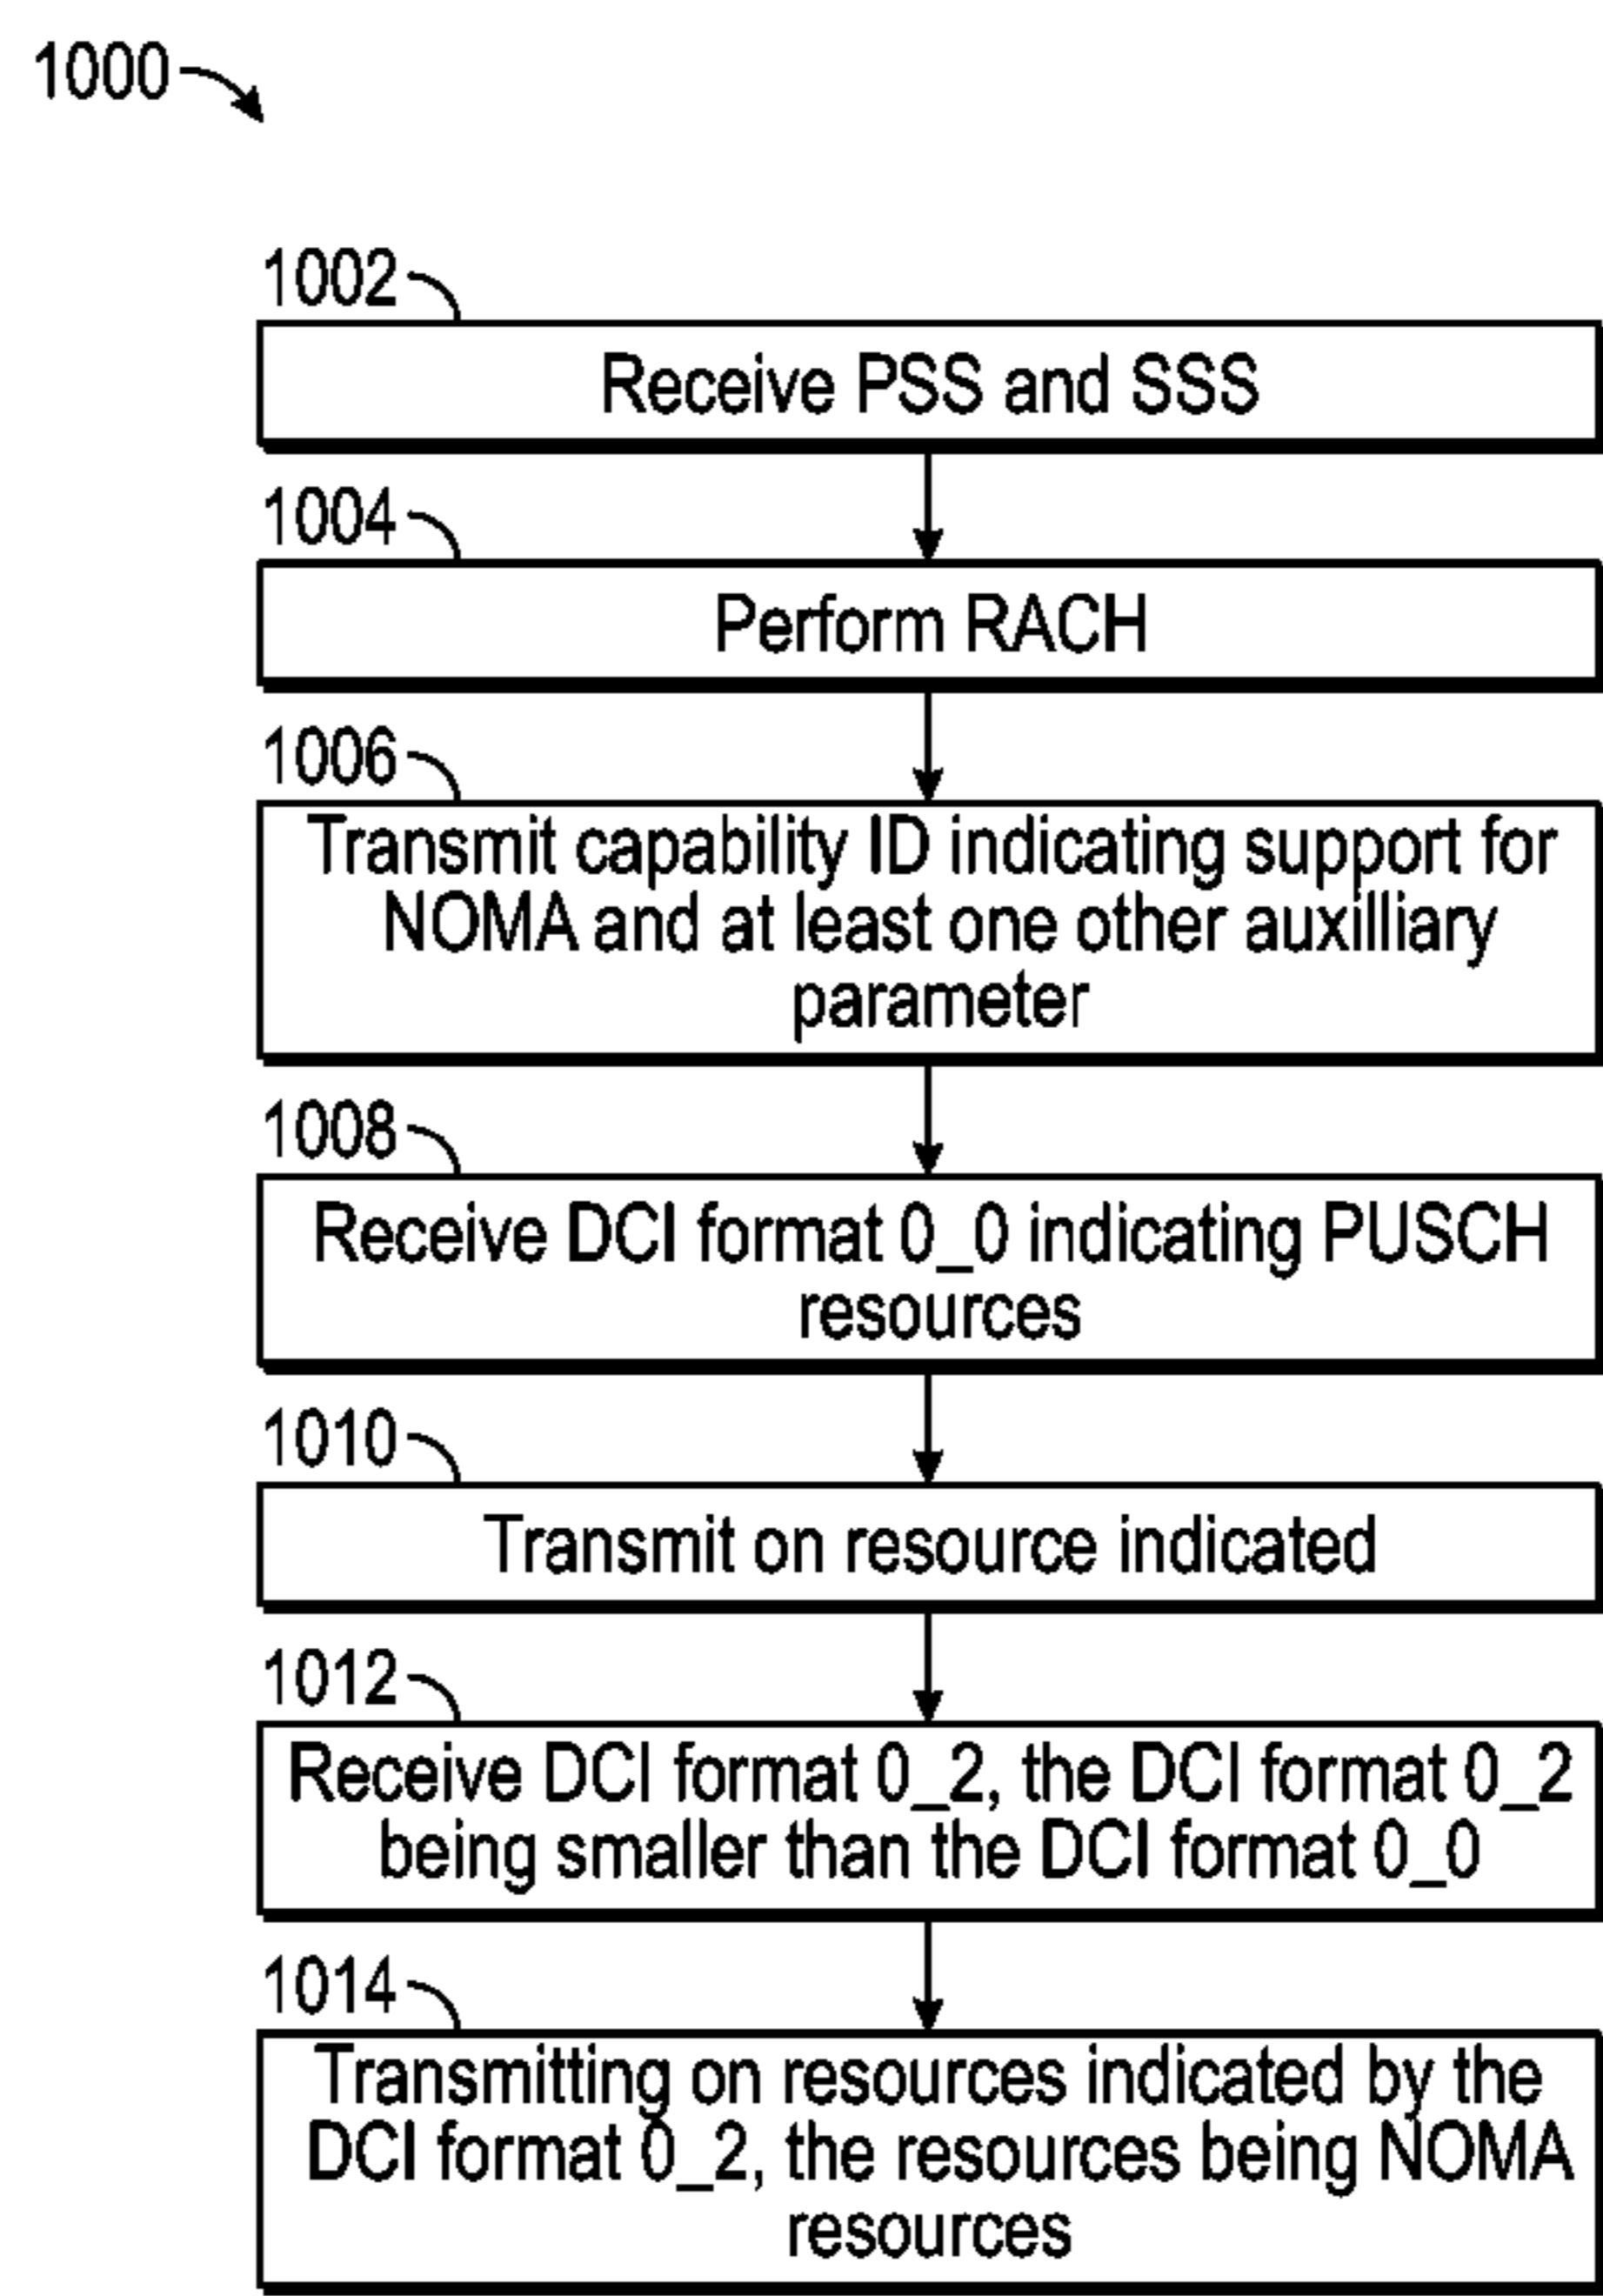 1000
1002
Receive PSS and SSS
1004
Perform RACH
1006
Transmit capability ID indicating support for
NOMA and at least one other auxilliary
parameter
1008
Receive DCI format 0_0 indicating PUSCH
resources
1010
Transmit on resource indicated
1012
Receive DCI format 0_2, the DCI format 0_2
being smaller than the DCI format 0_0
1014
Transmitting on resources indicated by the
DCI format 0_2, the resources being NOMA
resources